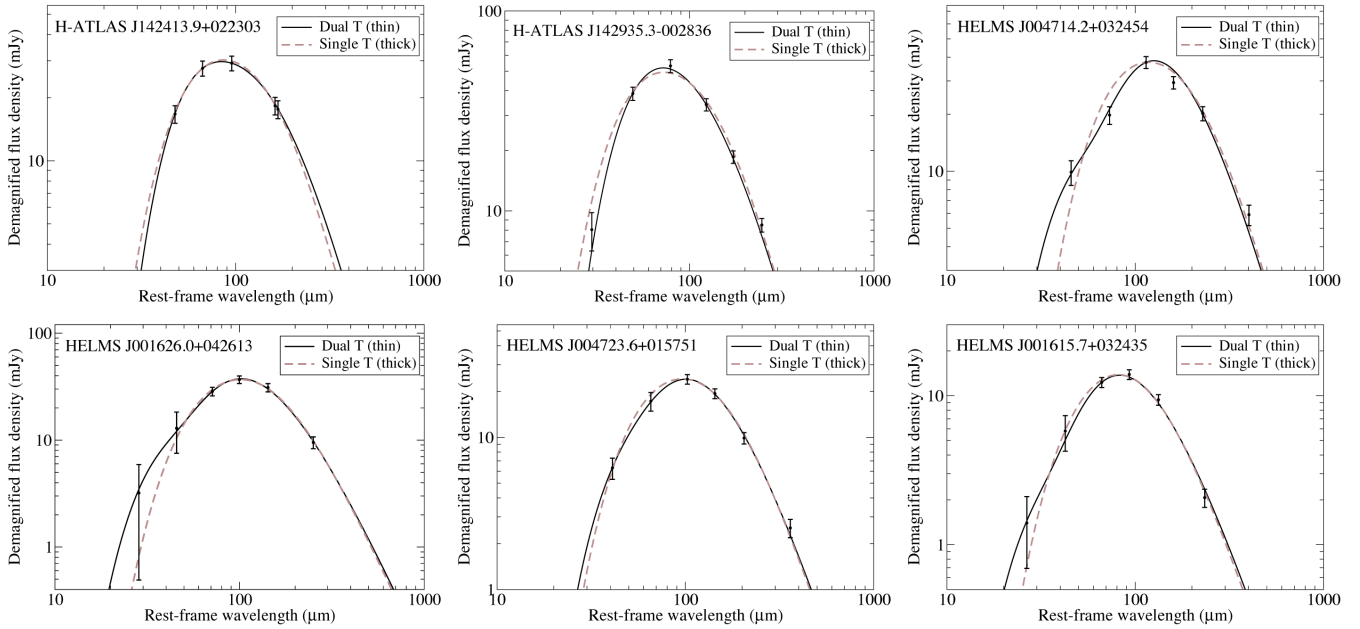 H-ATLAS J142413.9+022303
Dual T (thin)
Single T (thick)
Demagnified flux density (mJy)
10
10
100
1000
Rest-frame wavelength (μm)
H-ATLAS J142935.3-002836
Dual T (thin)
Single T (thick)
Demagnified flux density (mJy)
100
10
10
100
1000
Rest-frame wavelength (μm)
HELMS J004714.2+032454
Dual T (thin)
Single T (thick)
Demagnified flux density (mJy)
10
10
100
1000
Rest-frame wavelength (μm)
HELMS J001626.0+042613
Dual T (thin)
Single T (thick)
Demagnified flux density (mJy)
100
10
1
10
100
1000
Rest-frame wavelength (μm)
HELMS J004723.6+015751
Dual T (thin)
Single T (thick)
Demagnified flux density (mJy)
10
1
10
100
1000
Rest-frame wavelength (μm)
HELMS J001615.7+032435
Dual T (thin)
Single T (thick)
Demagnified flux density (mJy)
10
1
10
100
1000
Rest-frame wavelength (μm)